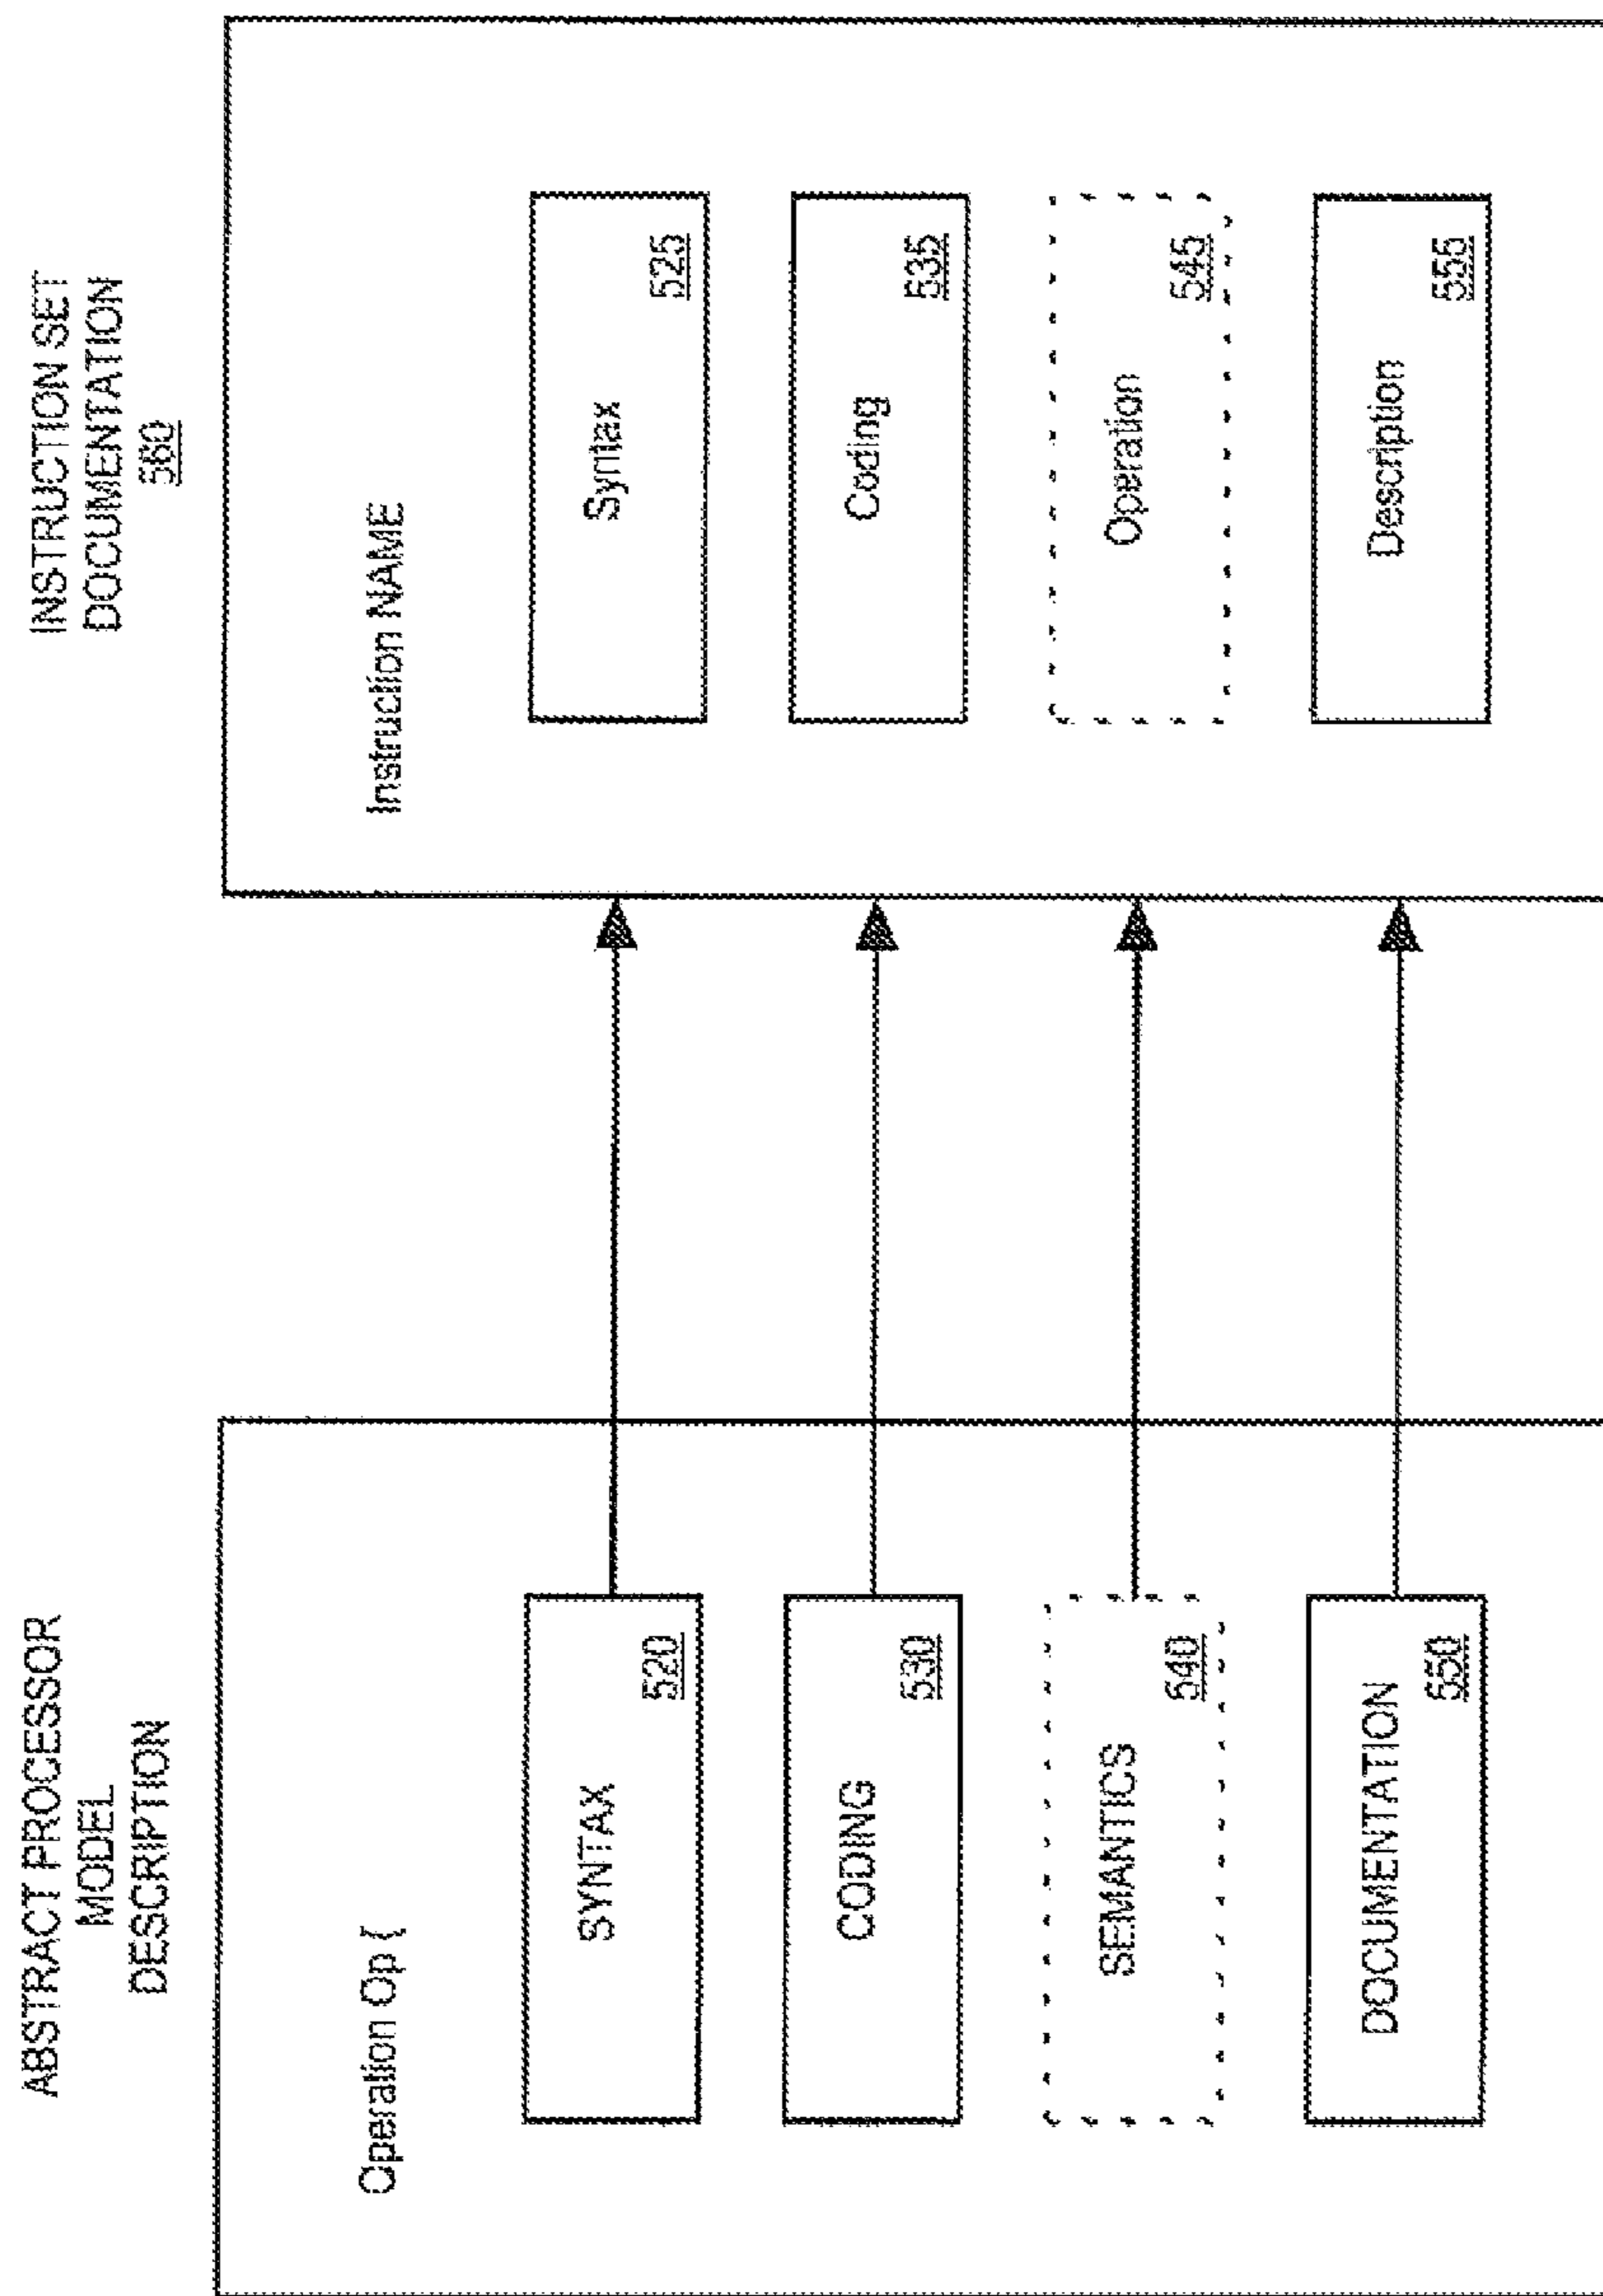 ABSTRACT PROCESSOR
MODEL
DESCRIPTION
Operation Op {
SYNTAX
520
CODING
530
SEMANTICS
540
DOCUMENTATION
550
INSTRUCTION SET
DOCUMENTATION
560
Instruction NAME
Syntax
525
Coding
535
Operation
545
Description
555